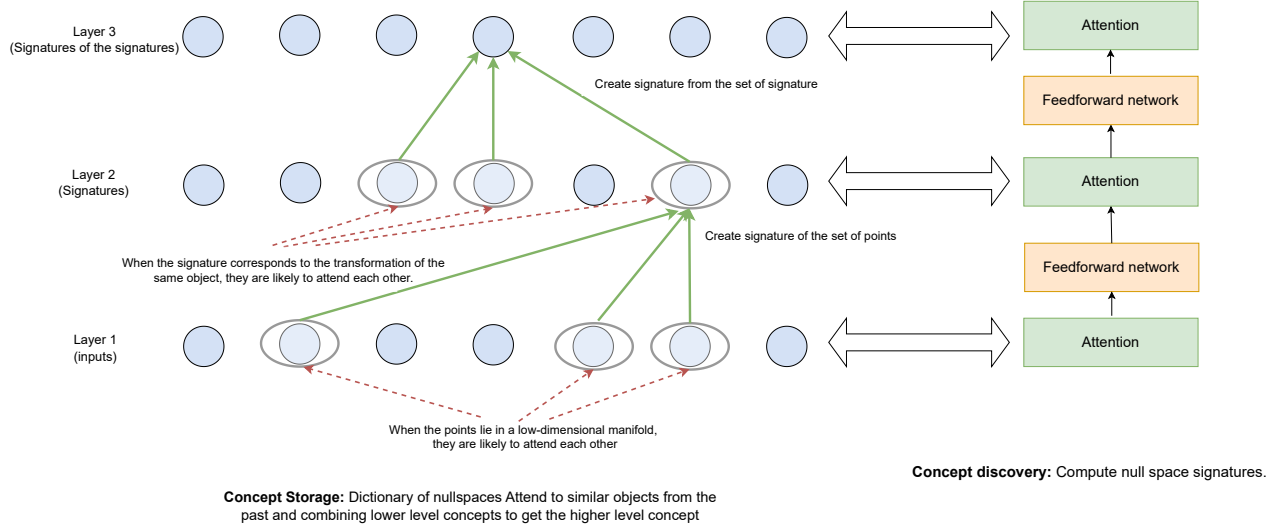 Layer 3
(Signatures of the signatures)
Attention
Create signature from the set of signature
Feedforward network
Layer 2
(Signatures)
Attention
Create signature of the set of points
When the signature corresponds to the transformation of the
same object, they are likely to attend each other.
Feedforward network
Layer 1
(inputs)
Attention
When the points lie in a low-dimensional manifold,
they are likely to attend each other
Concept discovery: Compute null space signatures.
Concept Storage: Dictionary of nullspaces Attend to similar objects from the
past and combining lower level concepts to get the higher level concept